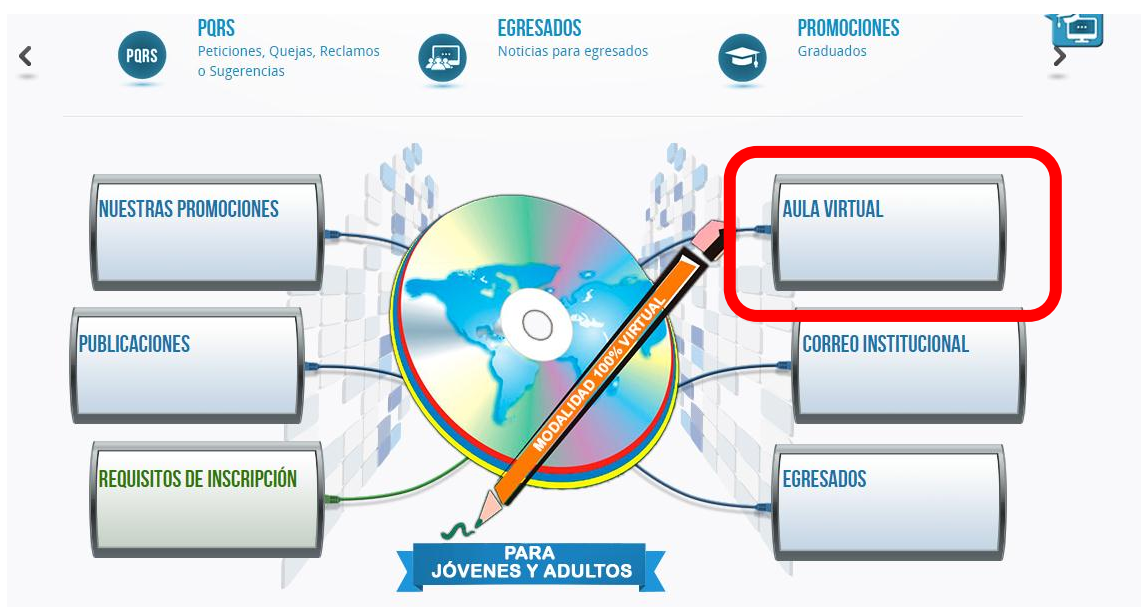 PQRS
PQRS
Peticiones, Quejas, Reclamos
o Sugerencias
EGRESADOS
Noticias para egresados
PROMOCIONES
Graduados
NUESTRAS PROMOCIONES
AULA VIRTUAL
PUBLICACIONES
CORREO INSTITUCIONAL
REQUISITOS DE INSCRIPCIÓN
EGRESADOS
MODALIDAD 100% VIRTUAL
PARA
JÓVENES Y ADULTOS